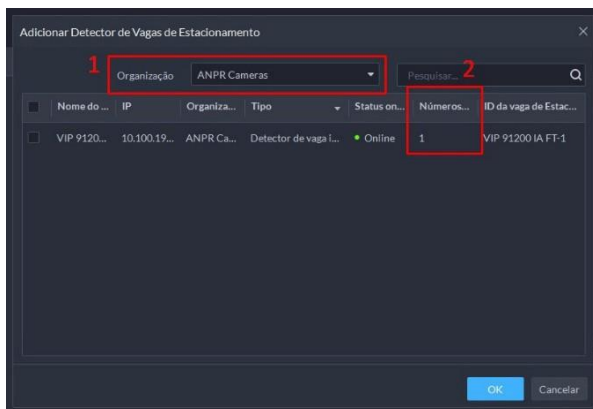 Adicionar Detector de Vagas de Estacionamento
1 Organização ANPR Cameras Pesquisar... 2
Nome do ... IP Organiza... Tipo Status on... Números... ID da vaga de Estac...
VIP 9120... 10.100.19... ANPR Ca... Detector de vaga i... Online 1 VIP 91200 IA FT-1
OK Cancelar